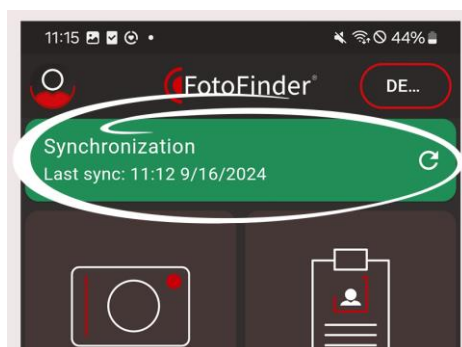 11:15 44%
FotoFinder® DE...
Synchronization
Last sync: 11:12 9/16/2024